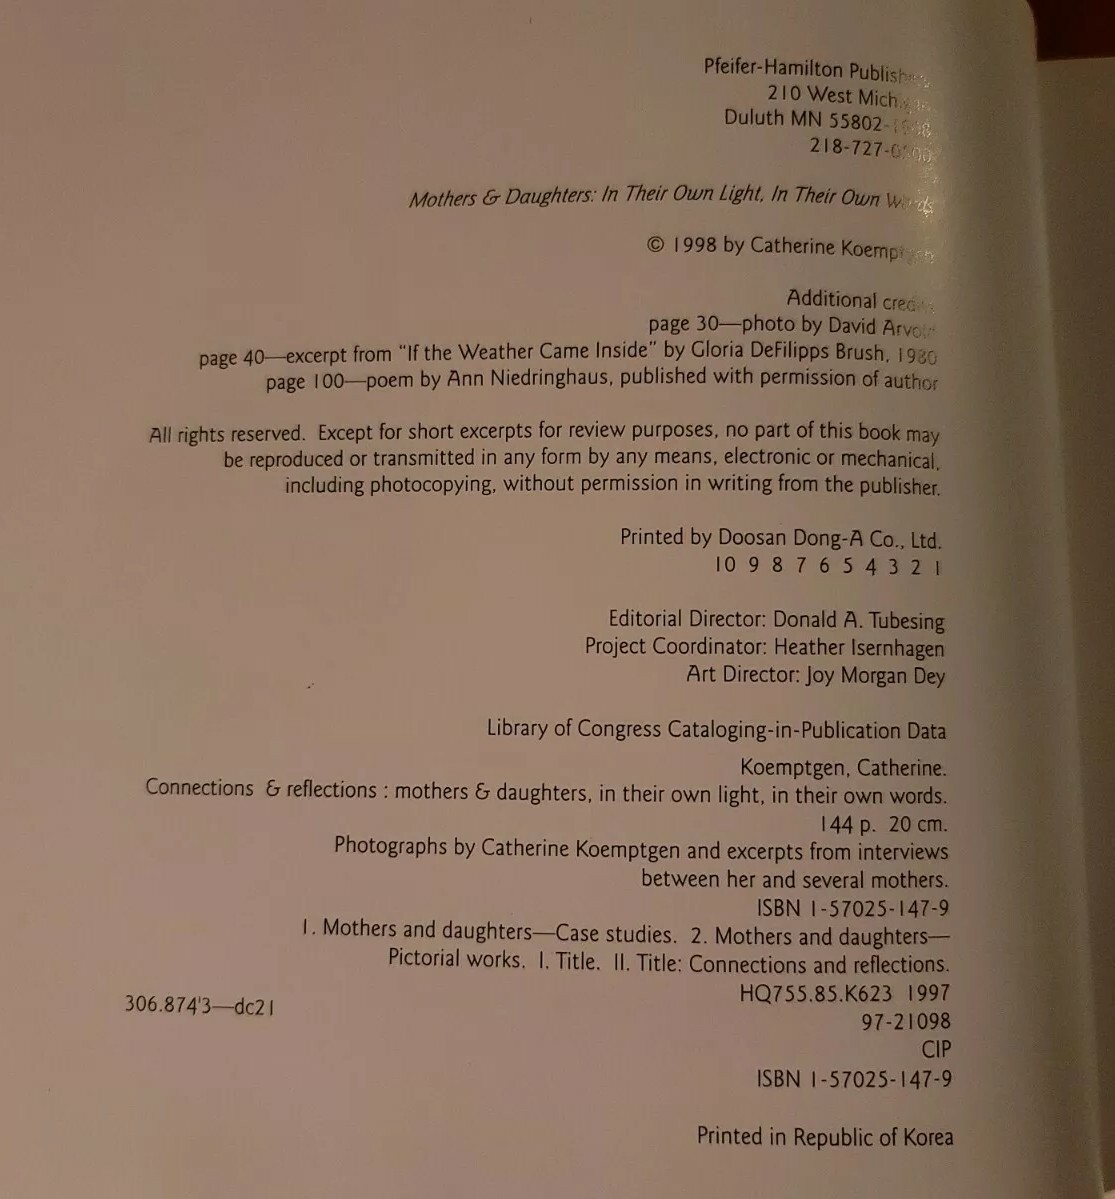 Pfeifer-Hamilton
210 West
Duluth MN
Mothers & Daughters: In Their Own Light, In Their Own Words
© 1998 by Catherine Koemptgen
Additional credits
page 30—photo by David
page 40—excerpt from "If the Weather Came Inside" by Gloria DeFilipps Brush,
page 100—poem by Ann Niedringhaus, published with permission of author
All rights reserved. Except for short excerpts for review purposes, no part of this book may
be reproduced or transmitted in any form by any means, electronic or mechanical,
including photocopying, without permission in writing from the publisher.
Printed by Doosan Dong-A Co., Ltd.
10 9 8 7 6 5 4 3 2 1
Editorial Director: Donald A. Tubesing
Project Coordinator: Heather Isernhagen
Art Director: Joy Morgan Dey
Library of Congress Cataloging-in-Publication Data
Koemptgen, Catherine.
Connections & reflections : mothers & daughters, in their own light, in their own words.
144 p. 20 cm.
Photographs by Catherine Koemptgen and excerpts from interviews
between her and several mothers.
ISBN 1-57025-147-9
1. Mothers and daughters—Case studies. 2. Mothers and daughters—
Pictorial works. I. Title. II. Title: Connections and reflections.
HQ755.85.K623 1997
306.874'3—dc21
97-21098
CIP
ISBN 1-57025-147-9
Printed in Republic of Korea